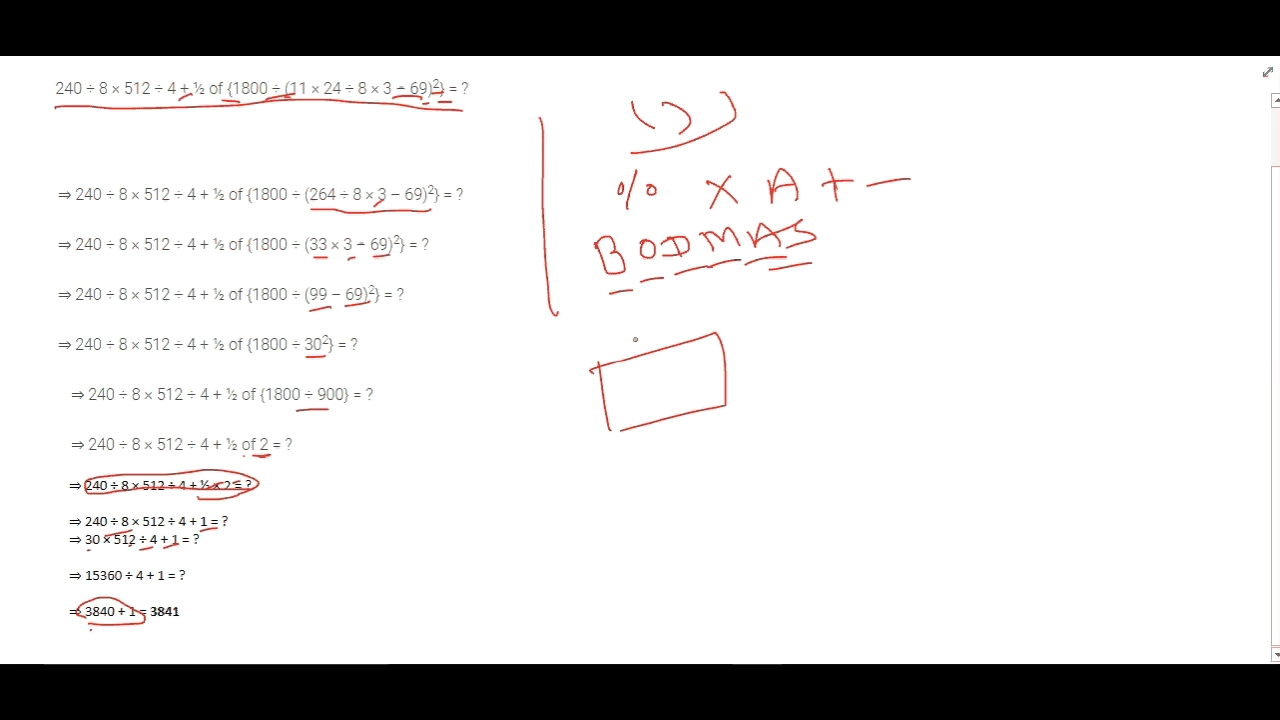 240 ÷ 8 × 512 ÷ 4 + ½ of {1800 ÷ (11 × 24 ÷ 8 × 3 − 69)²} = ?
⇒ 240 ÷ 8 × 512 ÷ 4 + ½ of {1800 ÷ (264 ÷ 8 × 3 − 69)²} = ?
⇒ 240 ÷ 8 × 512 ÷ 4 + ½ of {1800 ÷ (33 × 3 − 69)²} = ?
⇒ 240 ÷ 8 × 512 ÷ 4 + ½ of {1800 ÷ (99 − 69)²} = ?
⇒ 240 ÷ 8 × 512 ÷ 4 + ½ of {1800 ÷ 30²} = ?
⇒ 240 ÷ 8 × 512 ÷ 4 + ½ of {1800 ÷ 900} = ?
⇒ 240 ÷ 8 × 512 ÷ 4 + ½ of 2 = ?
⇒ 240 ÷ 8 × 512 ÷ 4 + ½ × 2 = ?
⇒ 240 ÷ 8 × 512 ÷ 4 + 1 = ?
⇒ 30 × 512 ÷ 4 + 1 = ?
⇒ 15360 ÷ 4 + 1 = ?
⇒ 3840 + 1 = 3841
% × A + −
BODMAS